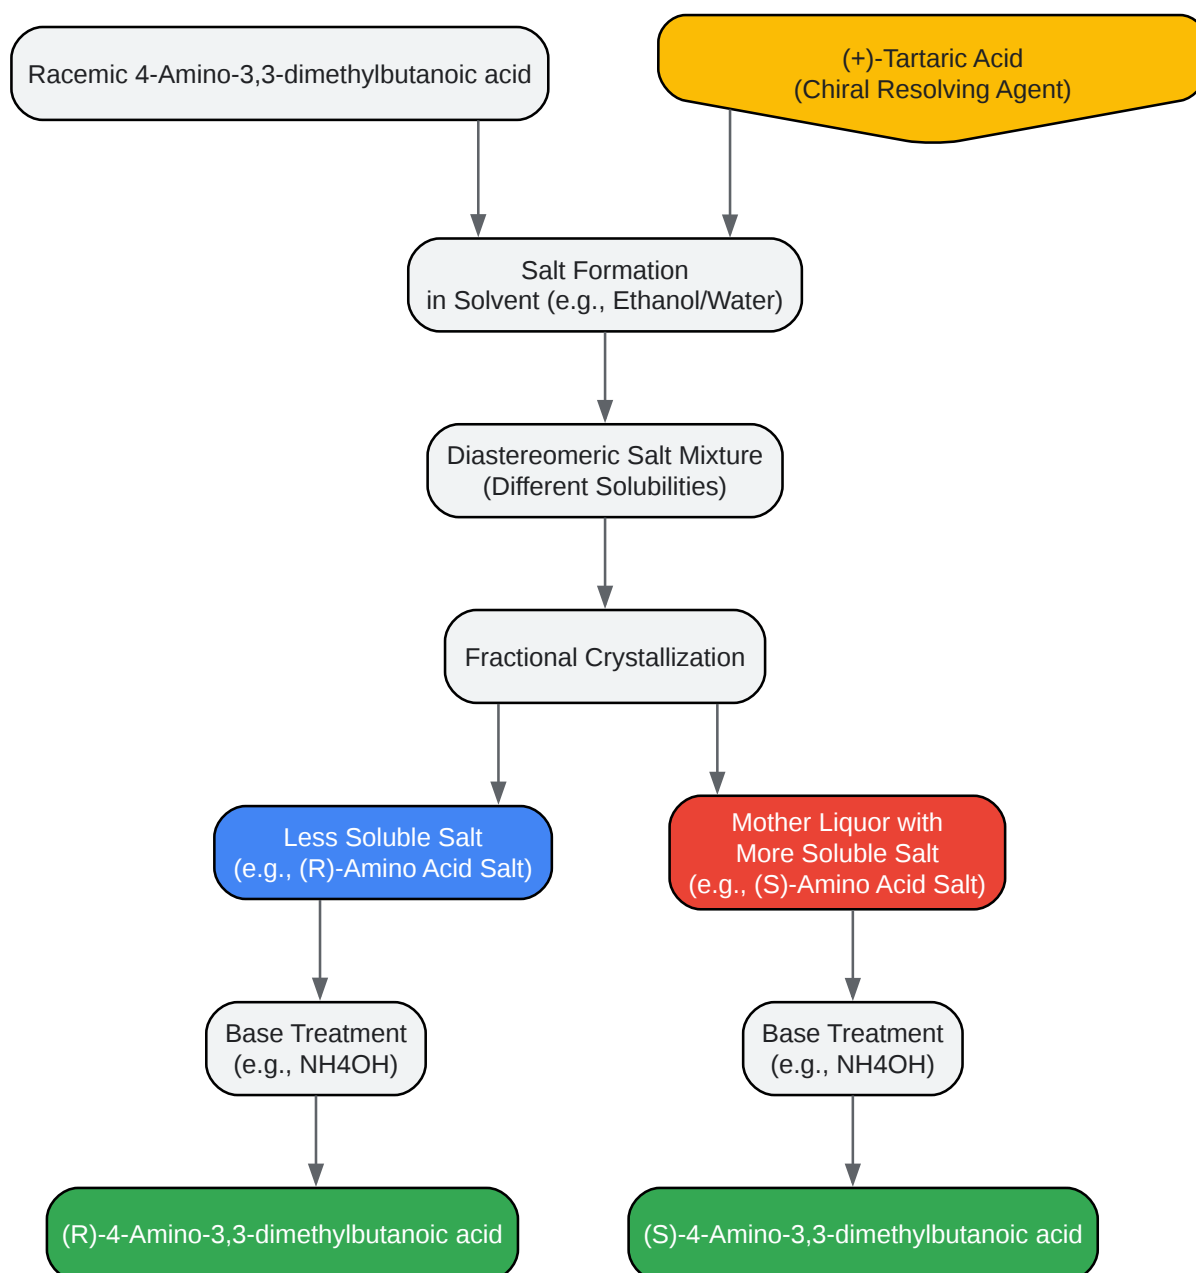 Racemic 4-Amino-3,3-dimethylbutanoic acid
(+)-Tartaric Acid
(Chiral Resolving Agent)
Salt Formation
in Solvent (e.g., Ethanol/Water)
Diastereomeric Salt Mixture
(Different Solubilities)
Fractional Crystallization
Less Soluble Salt
(e.g., (R)-Amino Acid Salt)
Mother Liquor with
More Soluble Salt
(e.g., (S)-Amino Acid Salt)
Base Treatment
(e.g., NH4OH)
Base Treatment
(e.g., NH4OH)
(R)-4-Amino-3,3-dimethylbutanoic acid
(S)-4-Amino-3,3-dimethylbutanoic acid